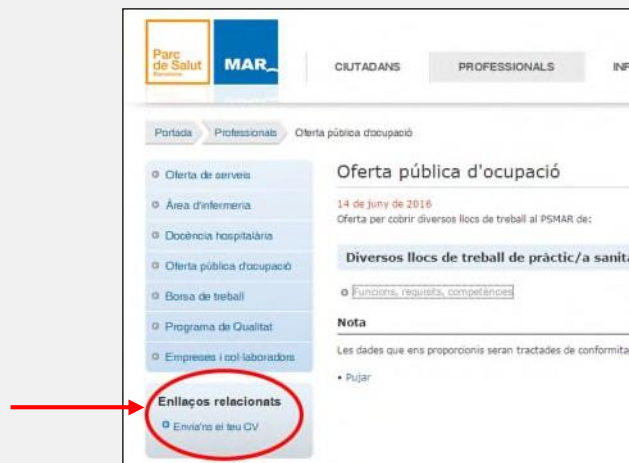 Parc
de Salut
Barcelona
MAR
CIUTADANS
PROFESSIONALS
INF
Portada
Professionals
Oferta pública d'ocupació
Oferta de serveis
Àrea d'infermeria
Docència hospitalària
Oferta pública d'ocupació
Borsa de treball
Programa de Qualitat
Empreses i col·laboradors
Enllaços relacionats
Envia'ns el teu CV
Oferta pública d'ocupació
14 de juny de 2016
Oferta per cobrir diversos llocs de treball al PSMAR de:
Diversos llocs de treball de pràctic/a sanita
Funcions, requisits, competències
Nota
Les dades que ens proporcionis seran tractades de conformita
• Pujar